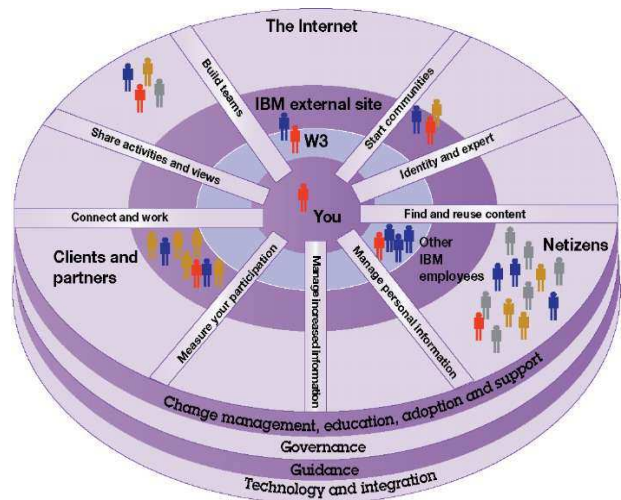 The Internet
Build teams
IBM external site
Start communities
Share activities and views
W3
Identity and expert
Connect and work
You
Find and reuse content
Clients and
partners
Other
IBM
employees
Netizens
Measure your participation
Manage increased information
Manage personal information
Change management, education, adoption and support
Governance
Guidance
Technology and integration